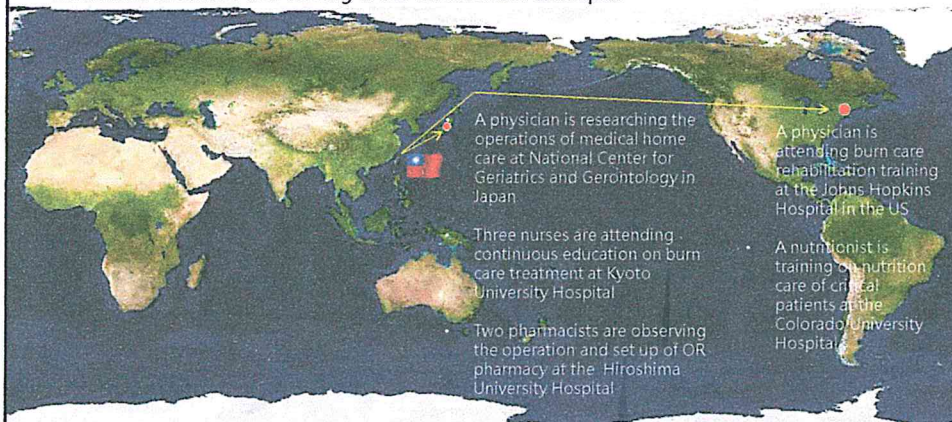 A physician is researching the
operations of medical home
care at National Center for
Geriatrics and Gerontology in
Japan
Three nurses are attending
continuous education on burn
care treatment at Kyoto
University Hospital
Two pharmacists are observing
the operation and set up of OR
pharmacy at the Hiroshima
University Hospital
A physician is
attending burn care
rehabilitation training
at the Johns Hopkins
Hospital in the US
A nutritionist is
training on nutrition
care of critical
patients at the
Colorado University
Hospital